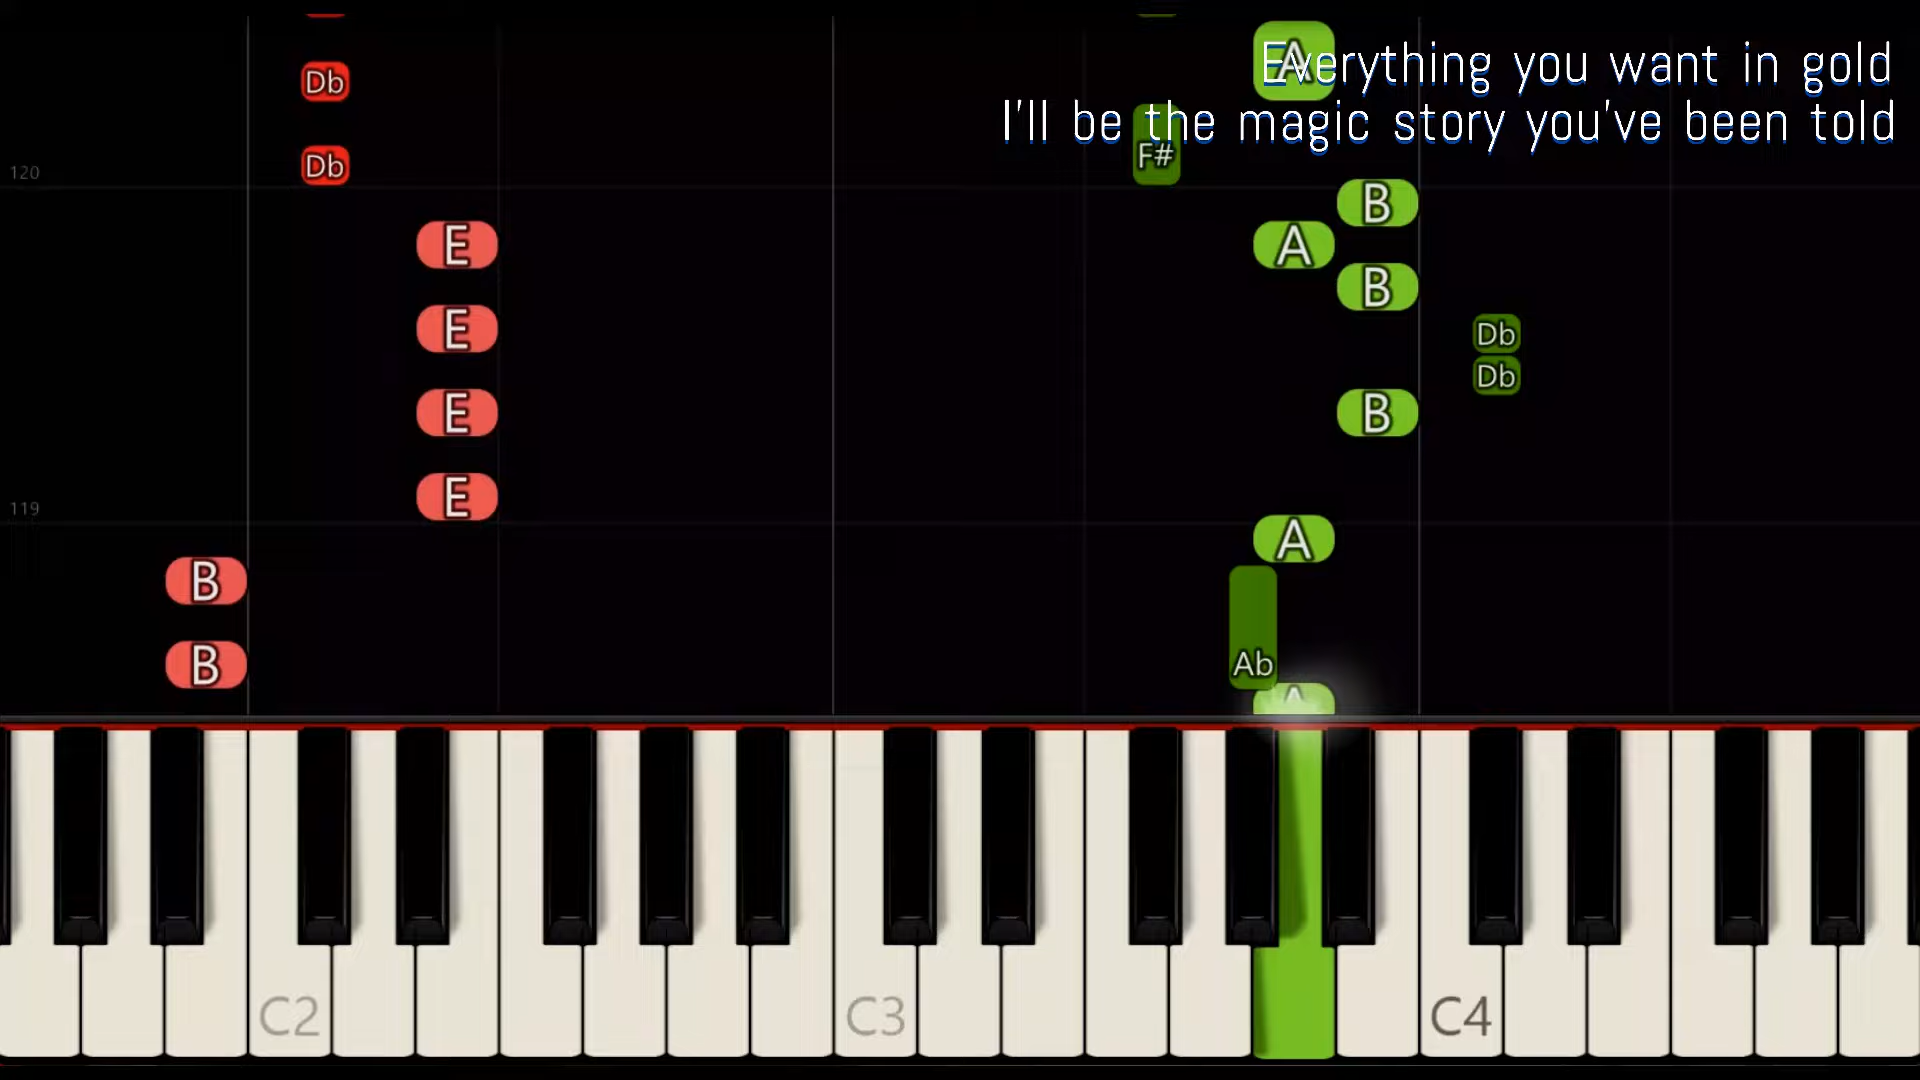 Everything you want in gold
I'll be the magic story you've been told
A
Db
F#
Db
120
B
E
A
B
E
Db
Db
E
B
E
119
A
B
Ab
B
A
C2
C3
C4